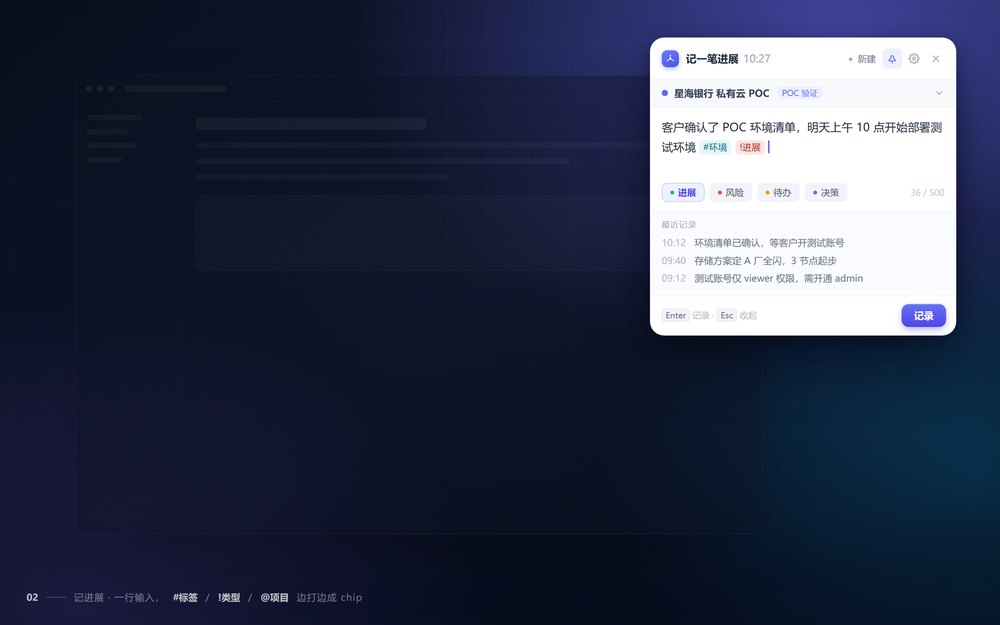 记一笔进展 10:27 + 新建
星海银行 私有云 POC POC 验证
客户确认了 POC 环境清单，明天上午 10 点开始部署测
试环境 #环境 !进展
进展 风险 待办 决策 36 / 500
最近记录
10:12 环境清单已确认，等客户开测试账号
09:40 存储方案定 A 厂全闪，3 节点起步
09:12 测试账号仅 viewer 权限，需开通 admin
Enter 记录 · Esc 收起 记录
02 记进展 · 一行输入， #标签 / !类型 / @项目 边打边成 chip